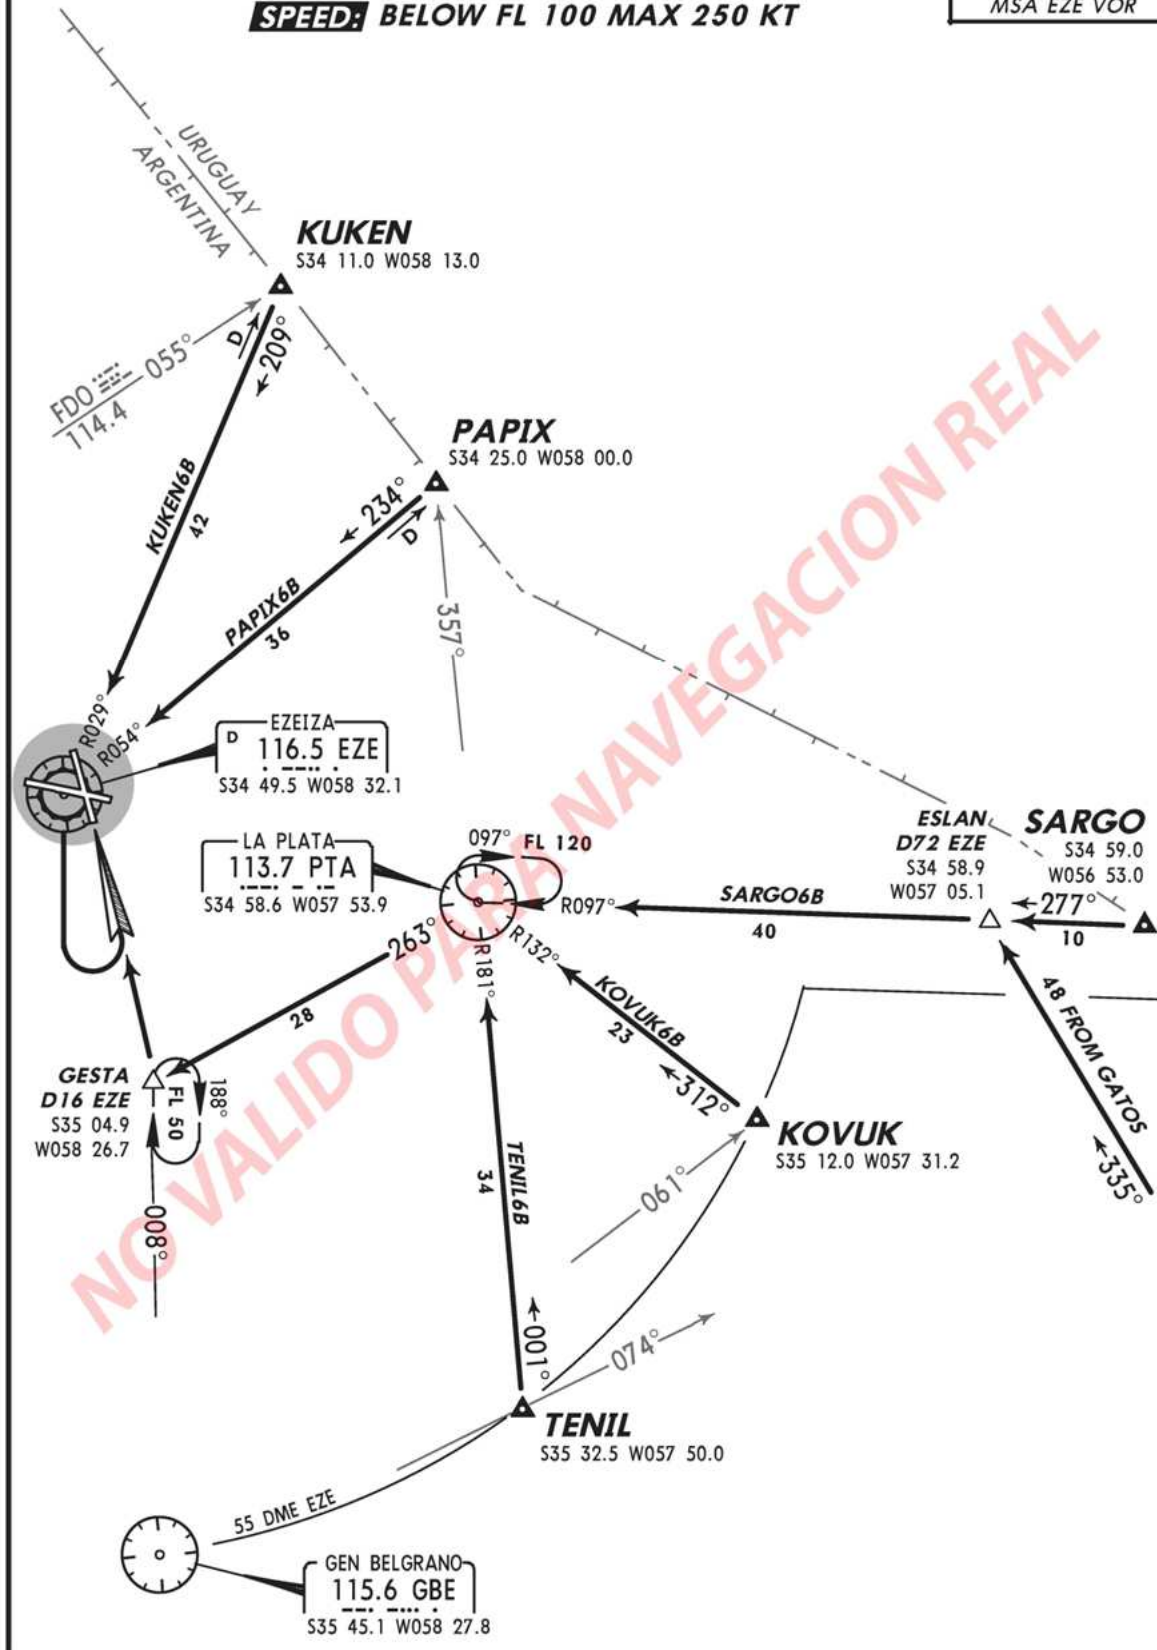 SPEED: BELOW FL 100 MAX 250 KT
MSA EZE VOR
URUGUAY
ARGENTINA
KUKEN
S34 11.0 W058 13.0
D
209°
FDO
114.4
055°
KUKEN6B
42
PAPIX
S34 25.0 W058 00.0
234°
D
PAPIX6B
36
357°
R029°
R054°
EZEIZA
D 116.5 EZE
S34 49.5 W058 32.1
LA PLATA
113.7 PTA
S34 58.6 W057 53.9
097° FL 120
ESLAN
D72 EZE
S34 58.9
W057 05.1
SARGO
S34 59.0
W056 53.0
277°
10
SARGO6B
40
R097°
R132°
R181°
263°
28
KOVUK6B
23
312°
48 FROM GATOS
335°
GESTA
D16 EZE
S35 04.9
W058 26.7
FL 50
188°
008°
KOVUK
S35 12.0 W057 31.2
061°
TENIL6B
34
001°
074°
TENIL
S35 32.5 W057 50.0
55 DME EZE
GEN BELGRANO
115.6 GBE
S35 45.1 W058 27.8
NO VALIDO PARA NAVEGACION REAL